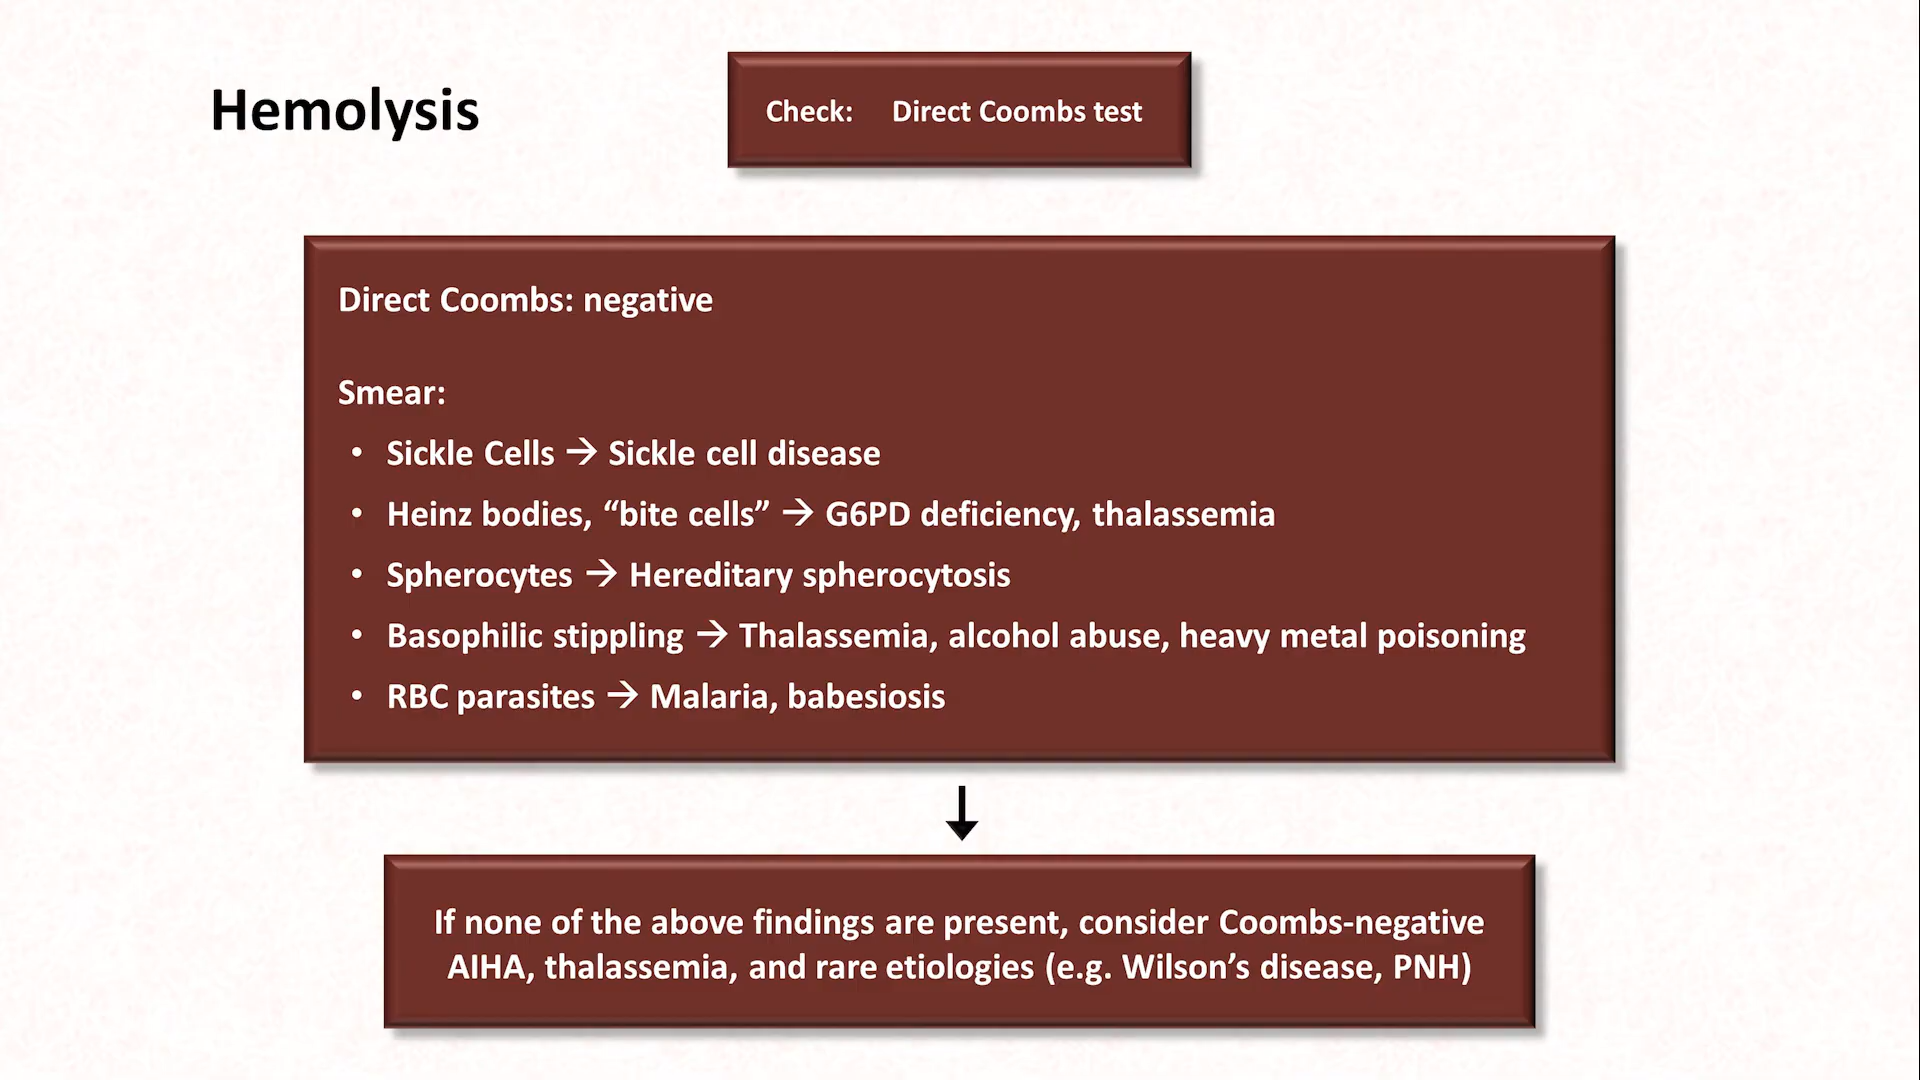 Hemolysis
Check: Direct Coombs test
Direct Coombs: negative
Smear:
• Sickle Cells → Sickle cell disease
• Heinz bodies, “bite cells” → G6PD deficiency, thalassemia
• Spherocytes → Hereditary spherocytosis
• Basophilic stippling → Thalassemia, alcohol abuse, heavy metal poisoning
• RBC parasites → Malaria, babesiosis
If none of the above findings are present, consider Coombs-negative
AIHA, thalassemia, and rare etiologies (e.g. Wilson’s disease, PNH)